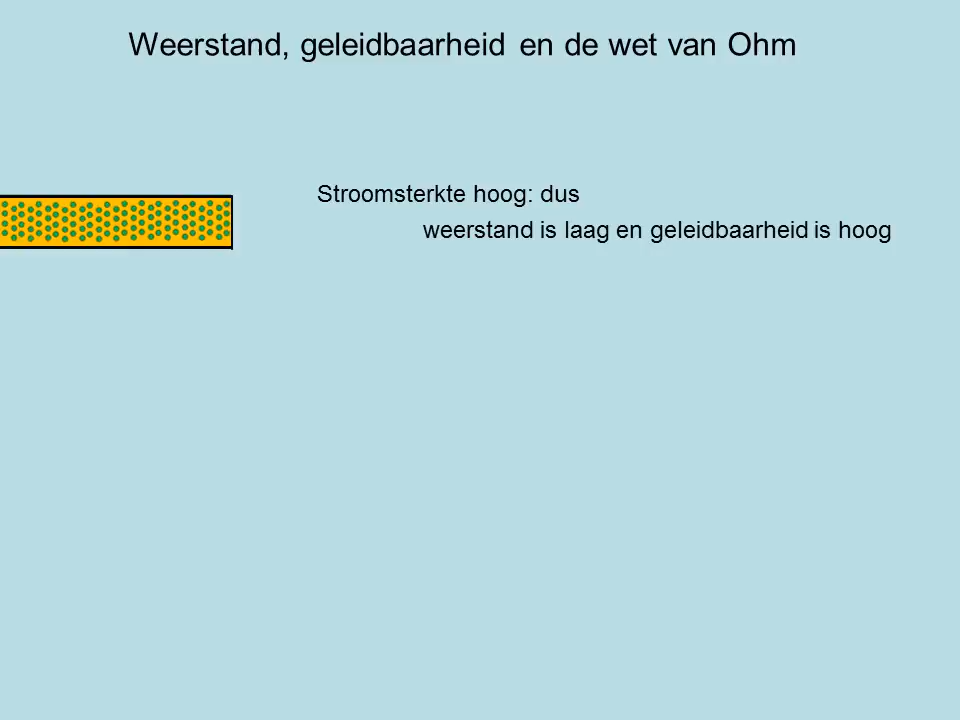 Weerstand, geleidbaarheid en de wet van Ohm
Stroomsterkte hoog: dus
weerstand is laag en geleidbaarheid is hoog